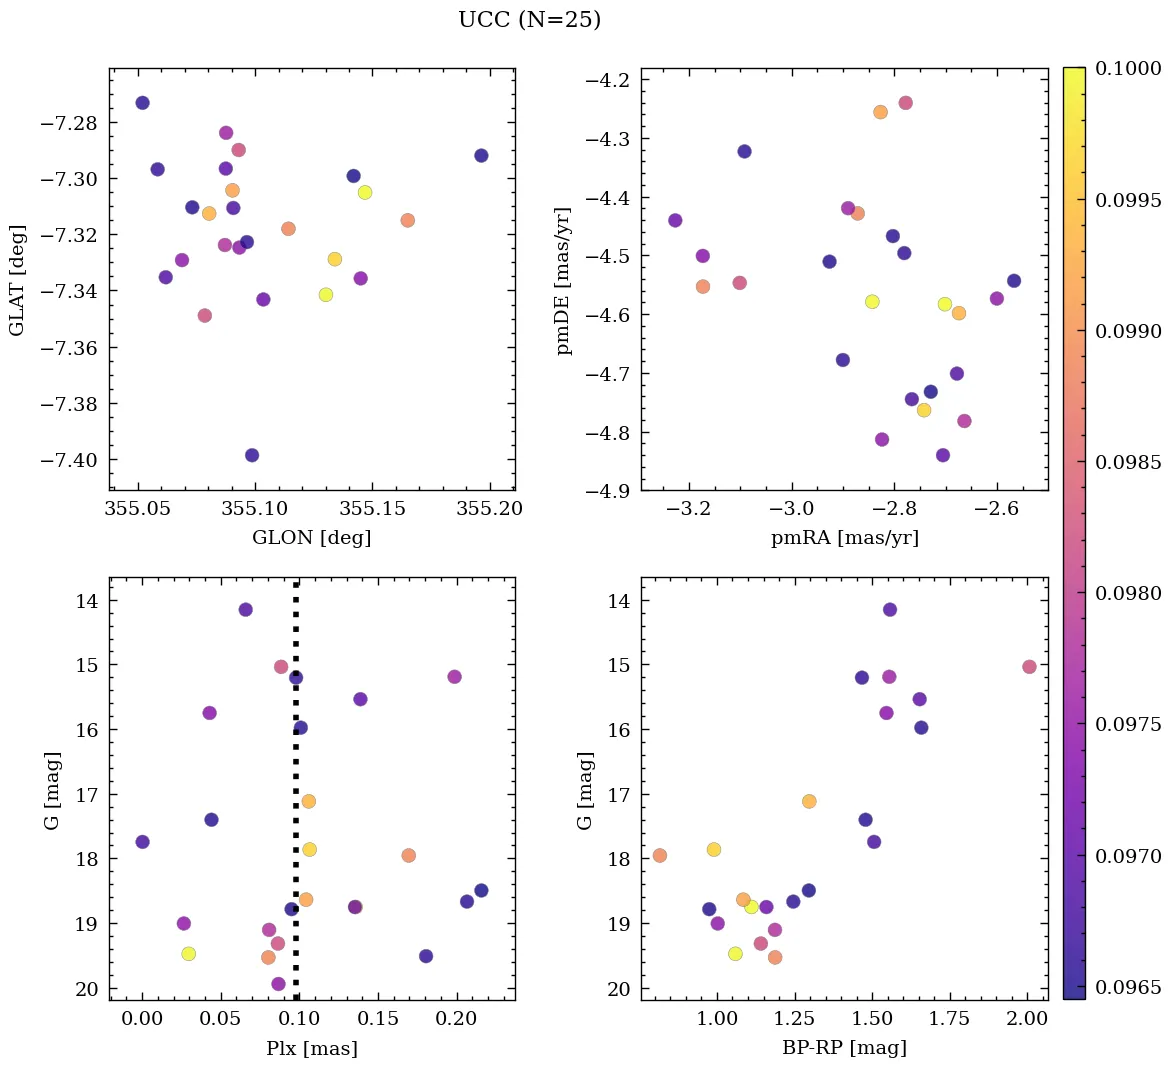 UCC (N=25)
−7.28
−7.30
−7.32
−7.34
−7.36
−7.38
−7.40
GLAT [deg]
355.05 355.10 355.15 355.20
GLON [deg]
−4.2
−4.3
−4.4
−4.5
−4.6
−4.7
−4.8
−4.9
pmDE [mas/yr]
−3.2 −3.0 −2.8 −2.6
pmRA [mas/yr]
0.1000
0.0995
0.0990
0.0985
0.0980
0.0975
0.0970
0.0965
14
15
16
17
18
19
20
G [mag]
0.00 0.05 0.10 0.15 0.20
Plx [mas]
14
15
16
17
18
19
20
G [mag]
1.00 1.25 1.50 1.75 2.00
BP-RP [mag]